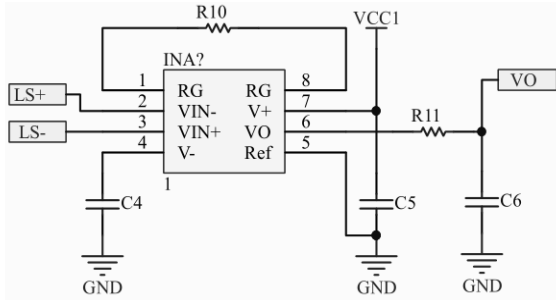 R10
VCC1
INA?
1 RG RG 8
LS+
2 VIN- V+ 7
VO
LS-
3 VIN+ VO 6
R11
4 V- Ref 5
1
C4
C5
C6
GND
GND
GND